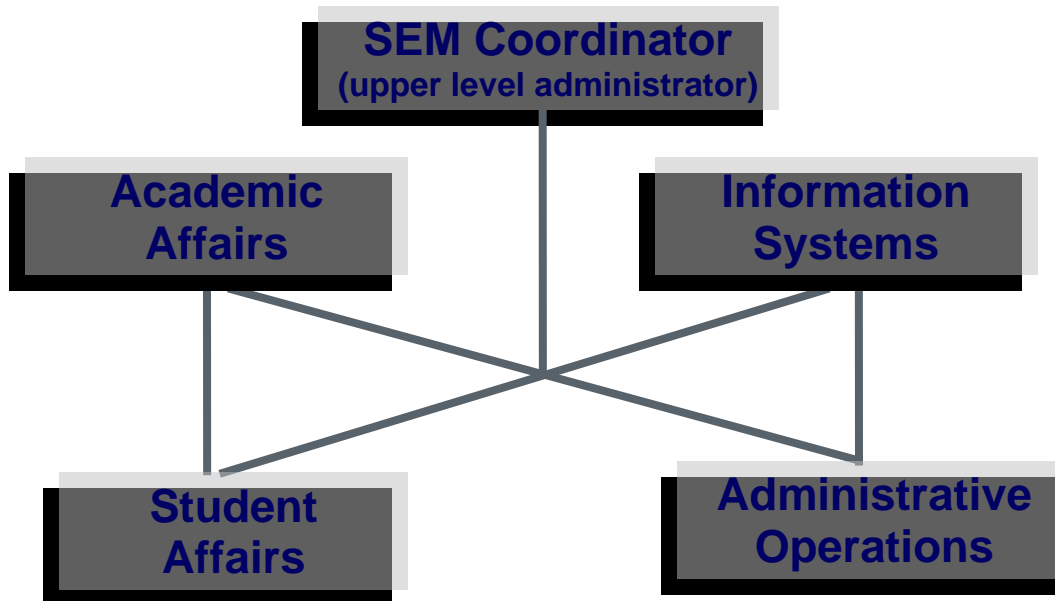 SEM Coordinator
(upper level administrator)
Academic
Affairs
Information
Systems
Student
Affairs
Administrative
Operations